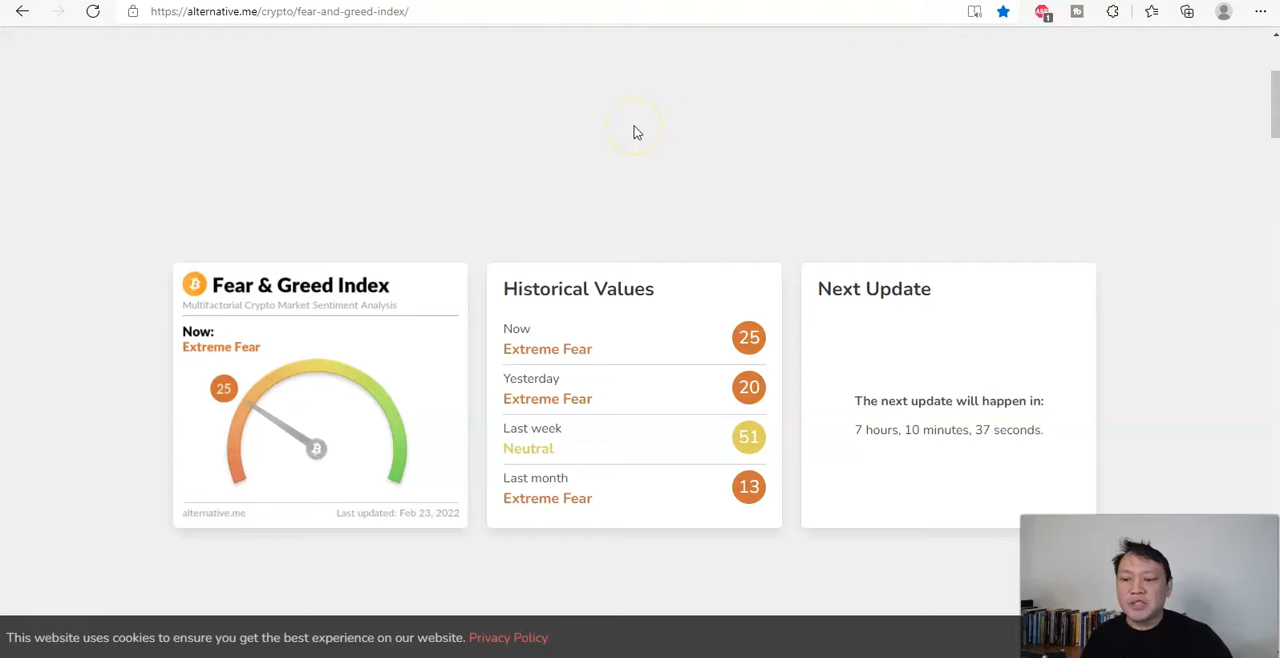 https://alternative.me/crypto/fear-and-greed-index/
1
Fear & Greed Index
Multifactorial Crypto Market Sentiment Analysis
Now:
Extreme Fear
25
alternative.me
Last updated: Feb 23, 2022
Historical Values
Now
Extreme Fear
25
Yesterday
Extreme Fear
20
Last week
Neutral
51
Last month
Extreme Fear
13
Next Update
The next update will happen in:
7 hours, 10 minutes, 37 seconds.
This website uses cookies to ensure you get the best experience on our website. Privacy Policy